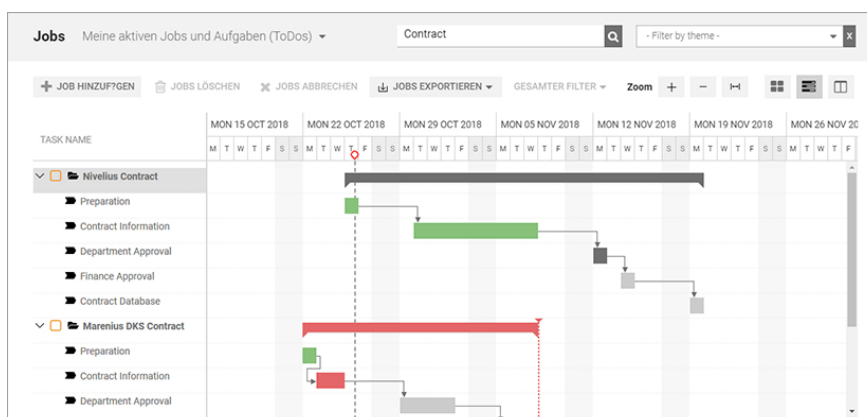 Jobs Meine aktiven Jobs und Aufgaben (ToDos) Contract - Filter by theme - x
JOB HINZUF?GEN JOBS LÖSCHEN JOBS ABBRECHEN JOBS EXPORTIEREN GESAMTER FILTER Zoom + −
TASK NAME MON 15 OCT 2018 MON 22 OCT 2018 MON 29 OCT 2018 MON 05 NOV 2018 MON 12 NOV 2018 MON 19 NOV 2018 MON 26 NOV 20
M T W T F S S M T W T F S S M T W T F S S M T W T F S S M T W T F S S M T W T F S S M T W T F
Nivelius Contract
Preparation
Contract Information
Department Approval
Finance Approval
Contract Database
Marenius DKS Contract
Preparation
Contract Information
Department Approval